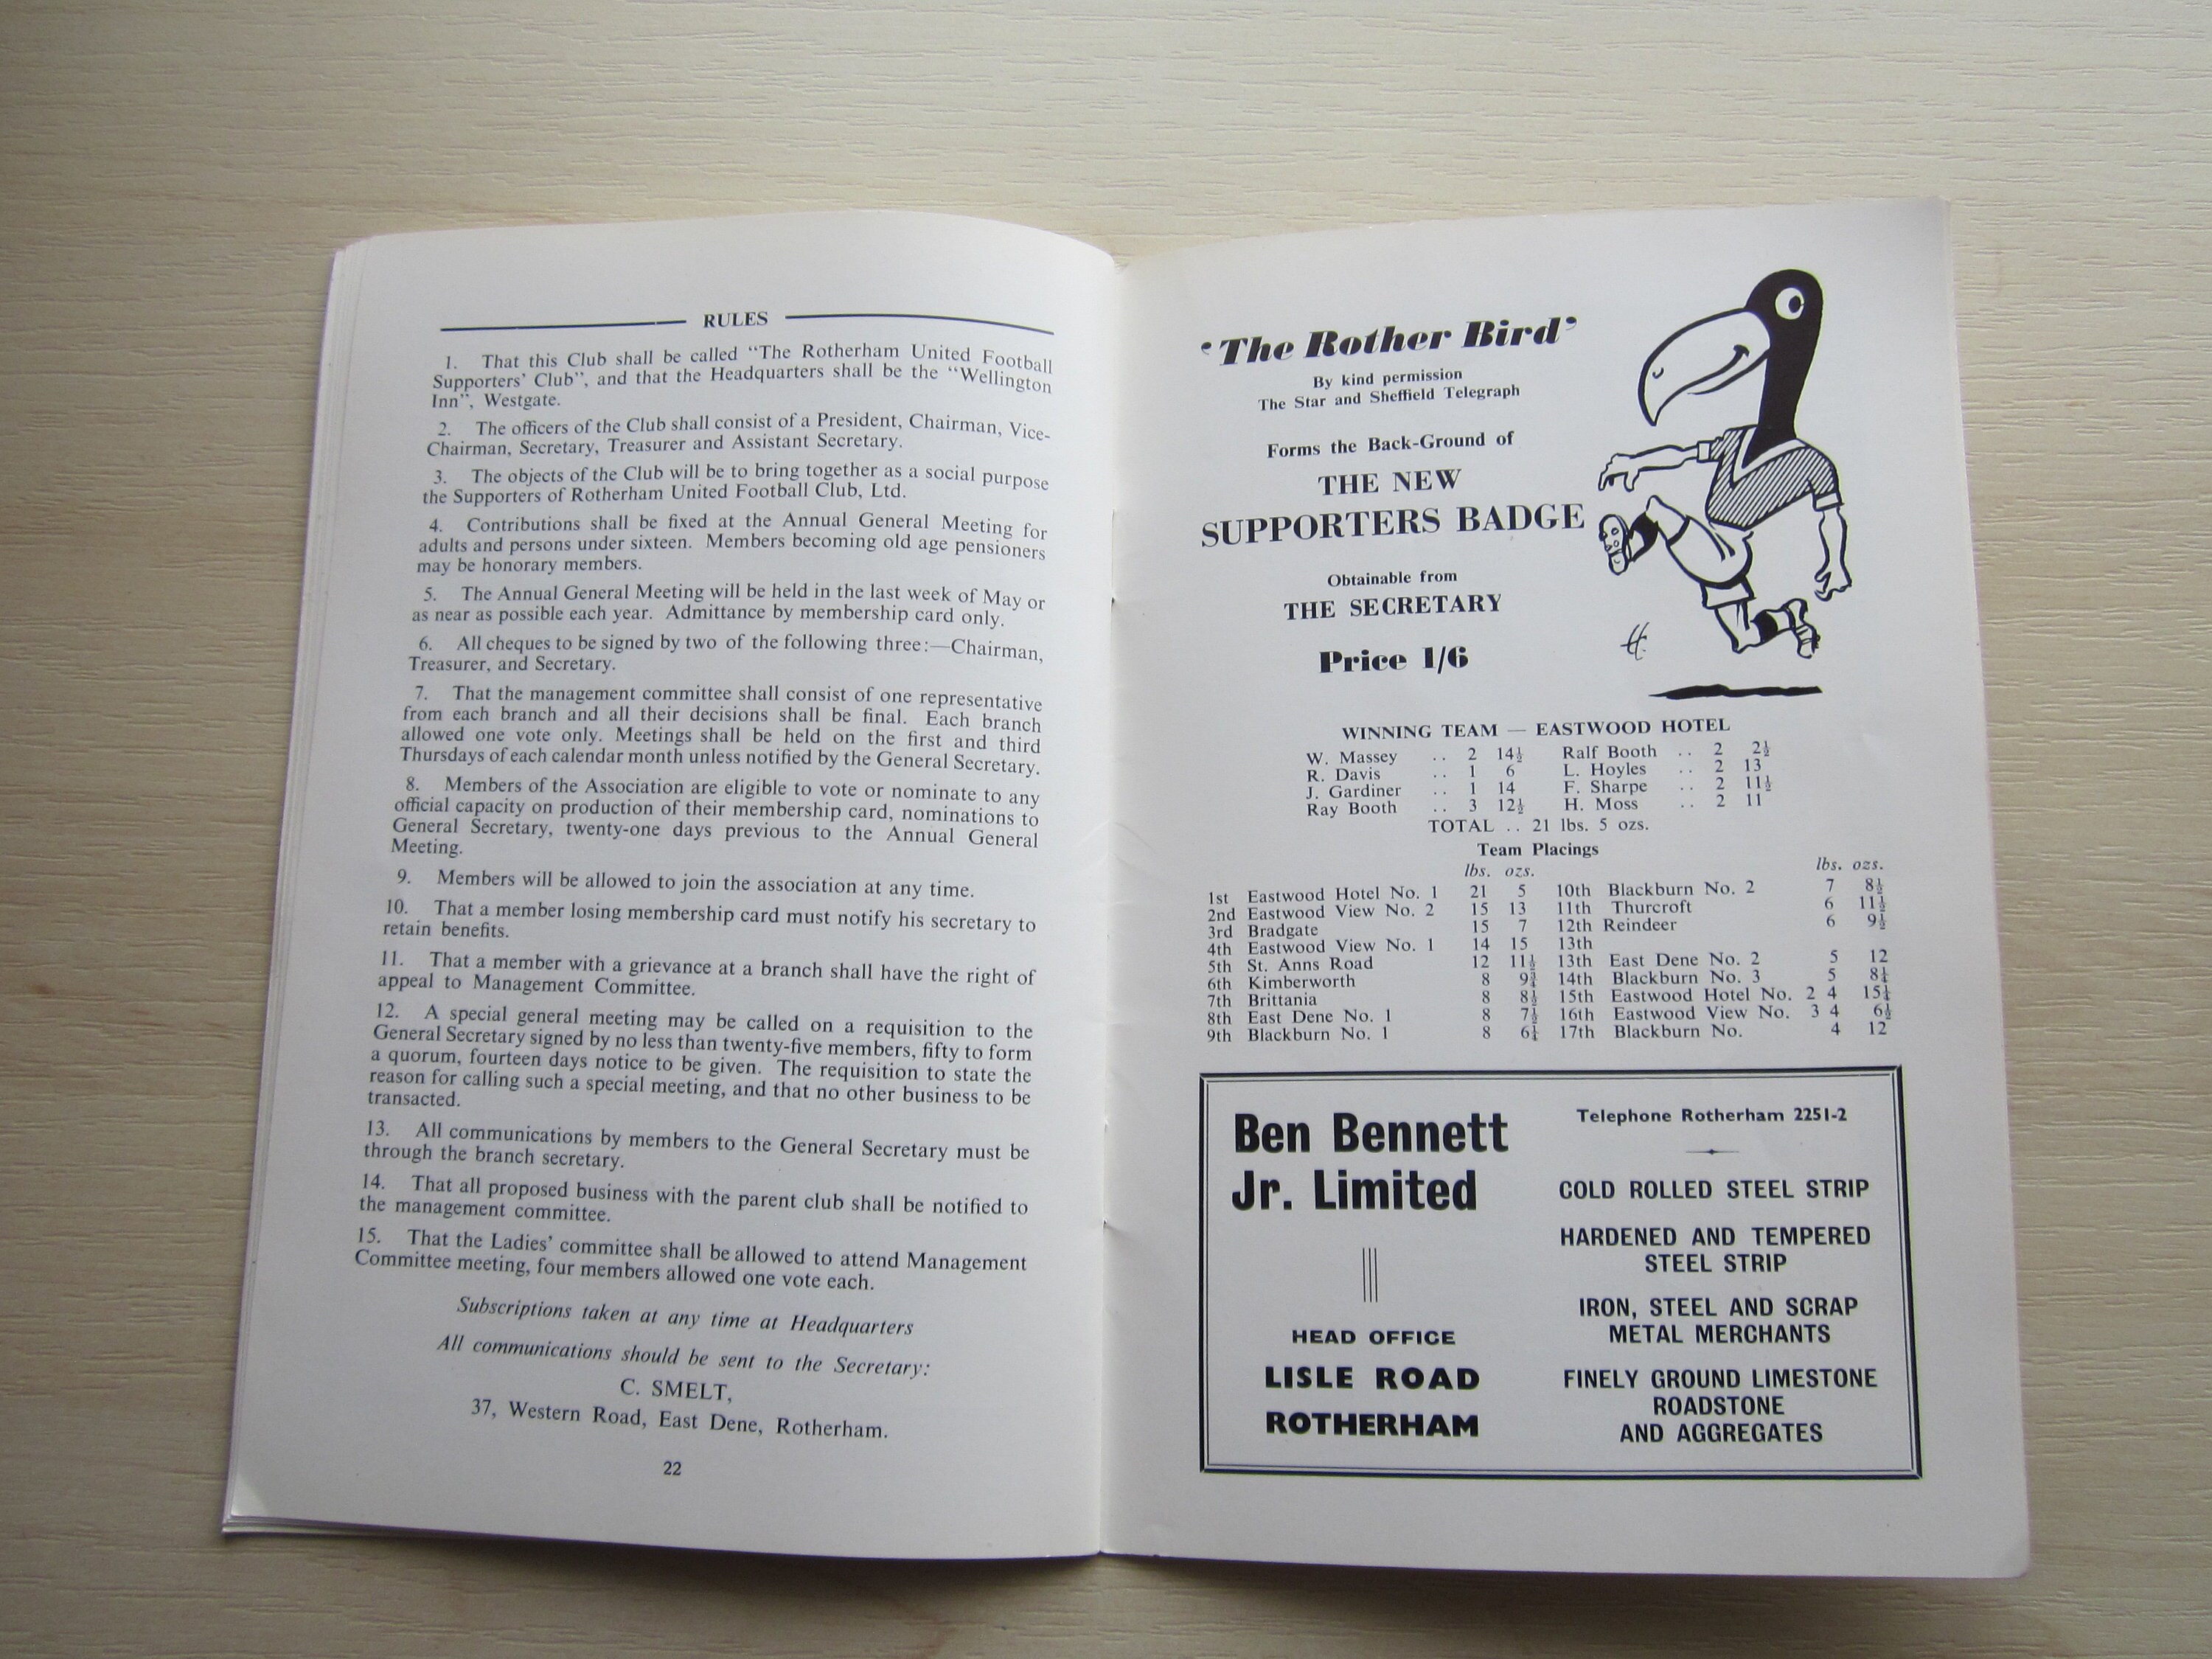 RULES
1. That this Club shall be called "The Rotherham United Football
Supporters' Club", and that the Headquarters shall be the "Wellington
Inn", Westgate.
2. The officers of the Club shall consist of a President, Chairman, Vice-
Chairman, Secretary, Treasurer and Assistant Secretary.
3. The objects of the Club will be to bring together as a social purpose
the Supporters of Rotherham United Football Club, Ltd.
4. Contributions shall be fixed at the Annual General Meeting for
adults and persons under sixteen. Members becoming old age pensioners
may be honorary members.
5. The Annual General Meeting will be held in the last week of May or
as near as possible each year. Admittance by membership card only.
6. All cheques to be signed by two of the following three:—Chairman,
Treasurer, and Secretary.
7. That the management committee shall consist of one representative
from each branch and all their decisions shall be final. Each branch
allowed one vote only. Meetings shall be held on the first and third
Thursdays of each calendar month unless notified by the General Secretary.
8. Members of the Association are eligible to vote or nominate to any
official capacity on production of their membership card, nominations to
General Secretary, twenty-one days previous to the Annual General
Meeting.
9. Members will be allowed to join the association at any time.
10. That a member losing membership card must notify his secretary to
retain benefits.
11. That a member with a grievance at a branch shall have the right of
appeal to Management Committee.
12. A special general meeting may be called on a requisition to the
General Secretary signed by no less than twenty-five members, fifty to form
a quorum, fourteen days notice to be given. The requisition to state the
reason for calling such a special meeting, and that no other business to be
transacted.
13. All communications by members to the General Secretary must be
through the branch secretary.
14. That all proposed business with the parent club shall be notified to
the management committee.
15. That the Ladies' committee shall be allowed to attend Management
Committee meeting, four members allowed one vote each.
Subscriptions taken at any time at Headquarters
All communications should be sent to the Secretary:
C. SMELT,
37, Western Road, East Dene, Rotherham.
22
'The Rother Bird'
By kind permission
The Star and Sheffield Telegraph
Forms the Back-Ground of
THE NEW
SUPPORTERS BADGE
Obtainable from
THE SECRETARY
Price 1/6
WINNING TEAM — EASTWOOD HOTEL
W. Massey .. 2 14½ Ralf Booth .. 2 2½
R. Davis .. 1 6 L. Hoyles .. 2 13
J. Gardiner .. 1 14 F. Sharpe .. 2 11½
Ray Booth .. 3 12½ H. Moss .. 2 11
TOTAL .. 21 lbs. 5 ozs.
Team Placings
lbs. ozs. lbs. ozs.
1st Eastwood Hotel No. 1 21 5 10th Blackburn No. 2 7 8½
2nd Eastwood View No. 2 15 13 11th Thurcroft 6 11½
3rd Bradgate 15 7 12th Reindeer 6 9½
4th Eastwood View No. 1 14 15 13th
5th St. Anns Road 12 11½ 13th East Dene No. 2 5 12
6th Kimberworth 8 9¾ 14th Blackburn No. 3 5 8¼
7th Brittania 8 8½ 15th Eastwood Hotel No. 2 4 15¼
8th East Dene No. 1 8 7½ 16th Eastwood View No. 3 4 6½
9th Blackburn No. 1 8 6¼ 17th Blackburn No. 4 12
Ben Bennett
Jr. Limited
HEAD OFFICE
LISLE ROAD
ROTHERHAM
Telephone Rotherham 2251-2
COLD ROLLED STEEL STRIP
HARDENED AND TEMPERED
STEEL STRIP
IRON, STEEL AND SCRAP
METAL MERCHANTS
FINELY GROUND LIMESTONE
ROADSTONE
AND AGGREGATES